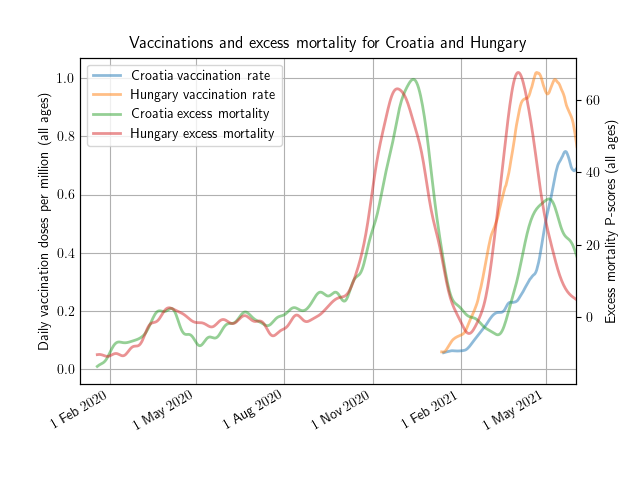 Vaccinations and excess mortality for Croatia and Hungary
Croatia vaccination rate
Hungary vaccination rate
Croatia excess mortality
Hungary excess mortality
Daily vaccination doses per million (all ages)
1.0
0.8
0.6
0.4
0.2
0.0
60
40
20
0
Excess mortality P-scores (all ages)
1 Feb 2020
1 May 2020
1 Aug 2020
1 Nov 2020
1 Feb 2021
1 May 2021